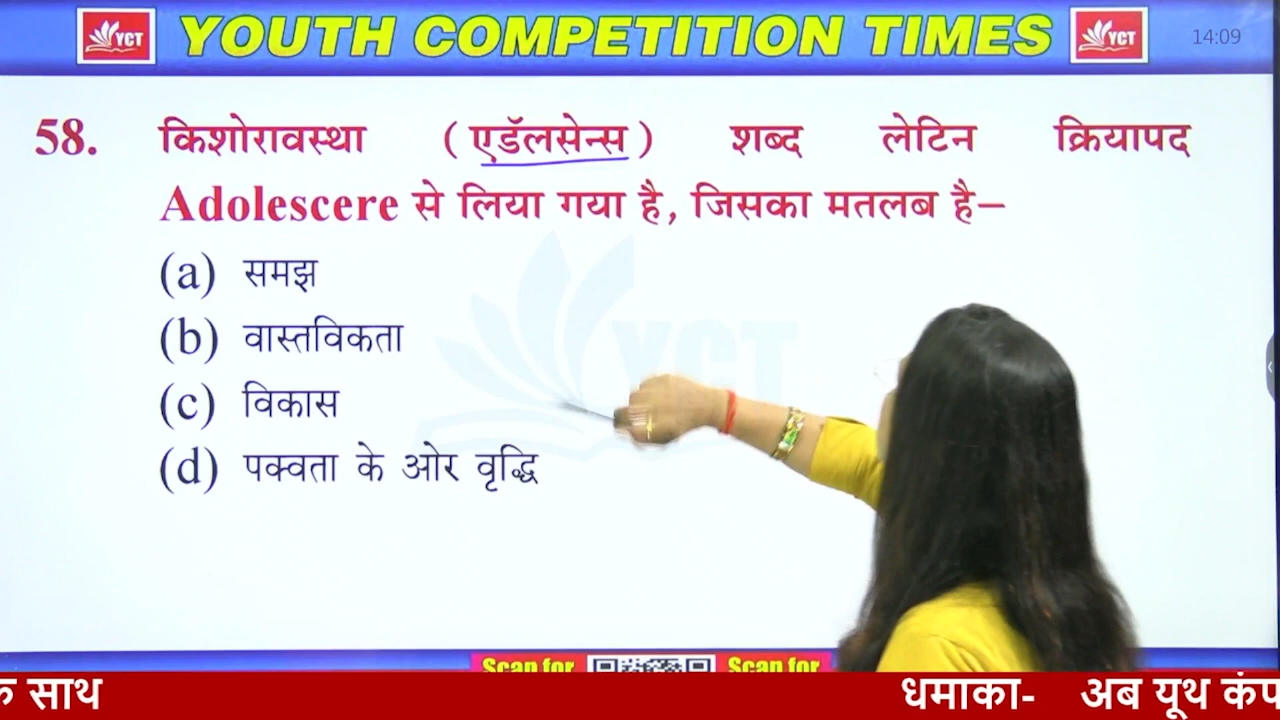 YCT
YOUTH COMPETITION TIMES
YCT
14:09
58. किशोरावस्था (एडॅलसेन्स) शब्द लेटिन क्रियापद
Adolescere से लिया गया है, जिसका मतलब है–
(a) समझ
(b) वास्तविकता
(c) विकास
(d) पक्वता के ओर वृद्धि
YCT
Scan for
Scan for
के साथ
धमाका- अब यूथ